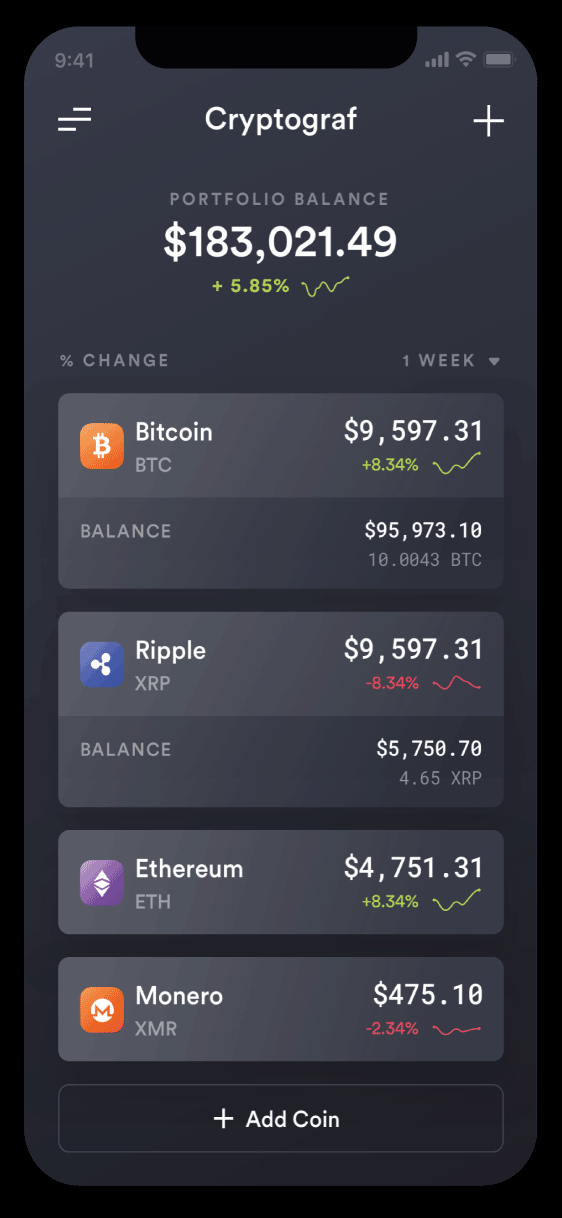 9:41
Cryptograf
PORTFOLIO BALANCE
$183,021.49
+ 5.85%
% CHANGE 1 WEEK
Bitcoin $9,597.31
BTC +8.34%
BALANCE $95,973.10
10.0043 BTC
Ripple $9,597.31
XRP -8.34%
BALANCE $5,750.70
4.65 XRP
Ethereum $4,751.31
ETH +8.34%
Monero $475.10
XMR -2.34%
+ Add Coin